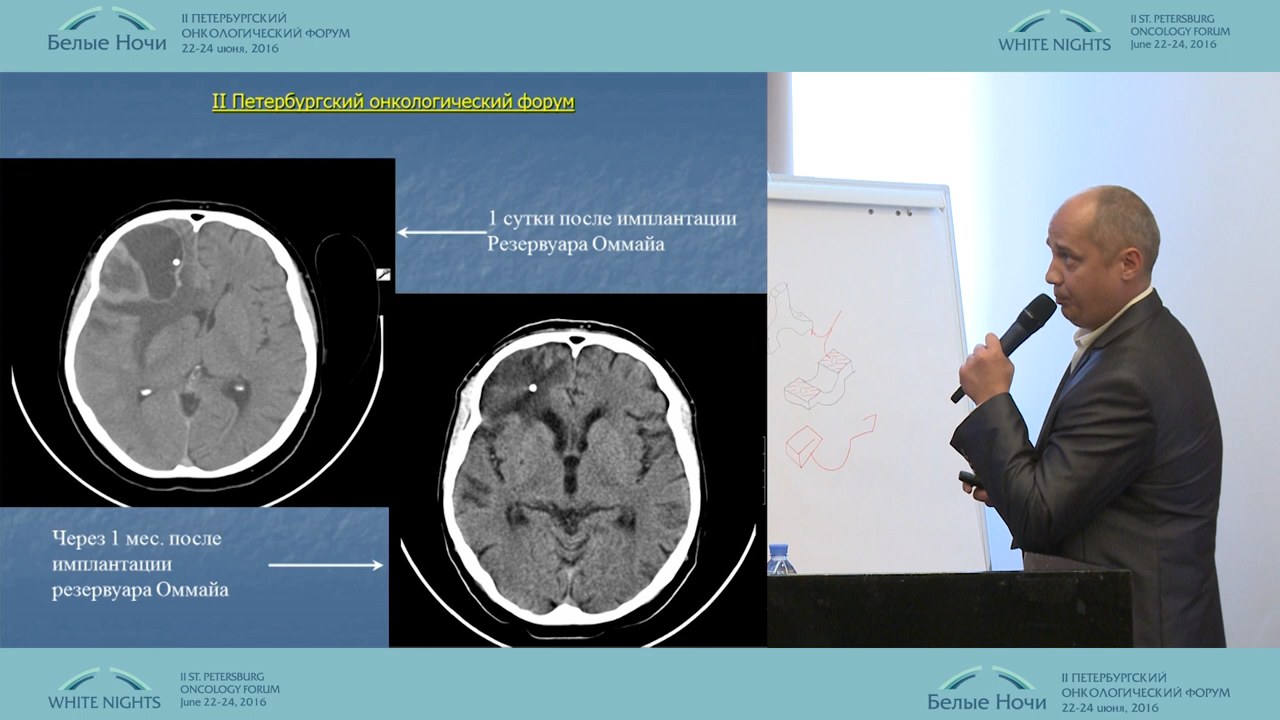 Белые Ночи
II ПЕТЕРБУРГСКИЙ
ОНКОЛОГИЧЕСКИЙ ФОРУМ
22-24 июня, 2016
WHITE NIGHTS
II ST. PETERSBURG
ONCOLOGY FORUM
June 22-24, 2016
II Петербургский онкологический форум
1 сутки после имплантации
Резервуара Оммайа
Через 1 мес. после
имплантации
резервуара Оммайа
WHITE NIGHTS
II ST. PETERSBURG
ONCOLOGY FORUM
June 22-24, 2016
Белые Ночи
II ПЕТЕРБУРГСКИЙ
ОНКОЛОГИЧЕСКИЙ ФОРУМ
22-24 июня, 2016